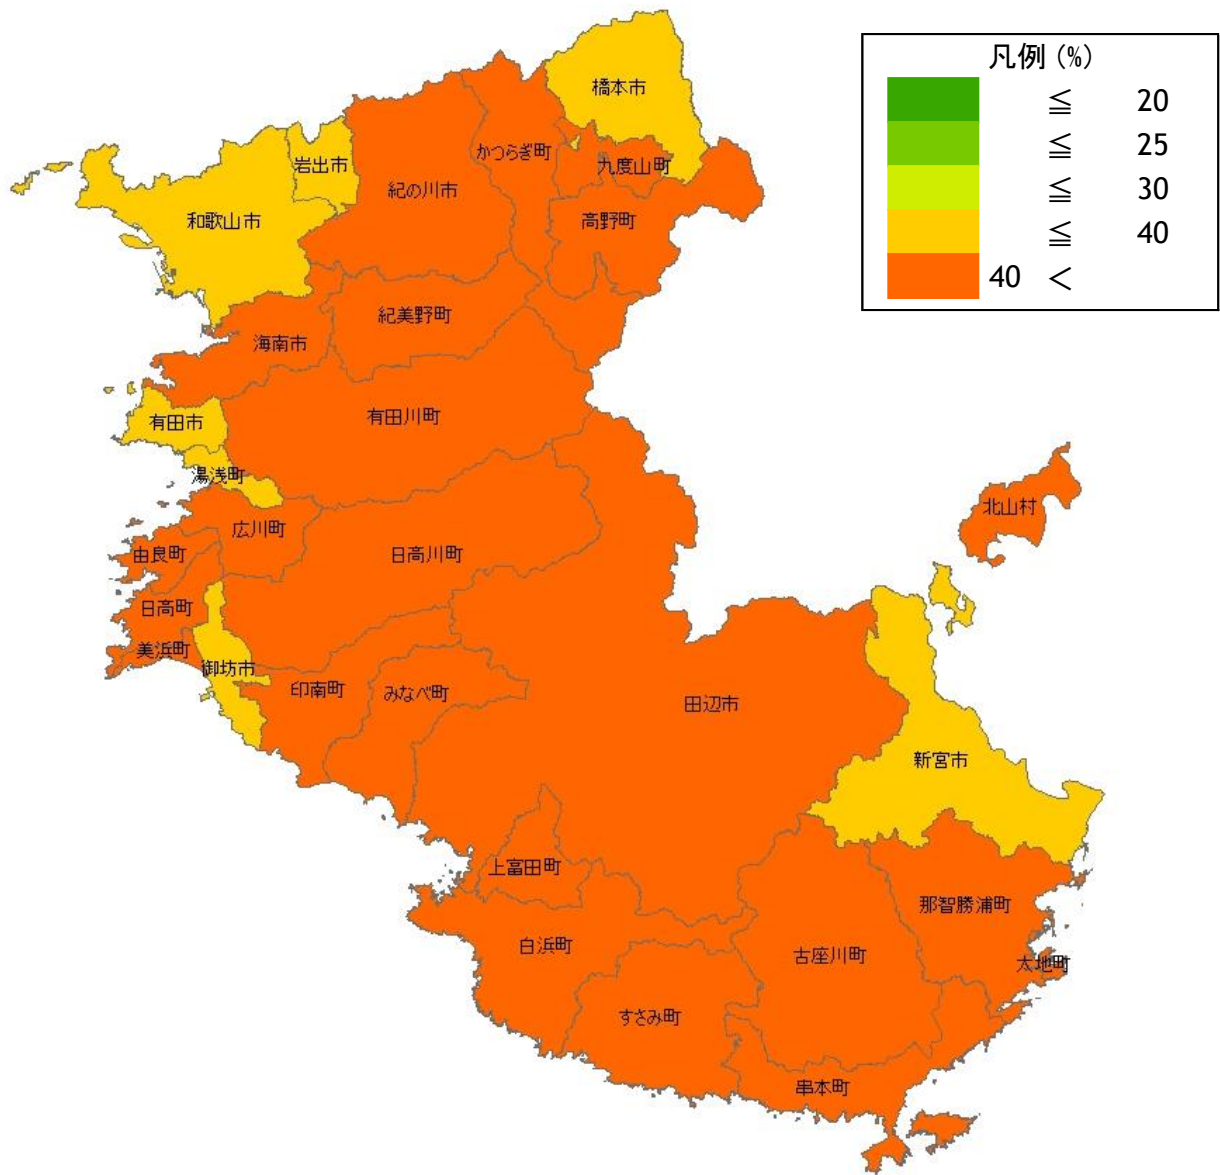 凡例 (%)
≦ 20
≦ 25
≦ 30
≦ 40
40 <
橋本市
かつらぎ町
九度山町
岩出市
紀の川市
和歌山市
高野町
紀美野町
海南市
有田川町
有田市
湯浅町
北山村
広川町
日高川町
由良町
日高町
美浜町
御坊市
印南町
みなべ町
田辺市
新宮市
上富田町
那智勝浦町
白浜町
古座川町
太地町
すさみ町
串本町